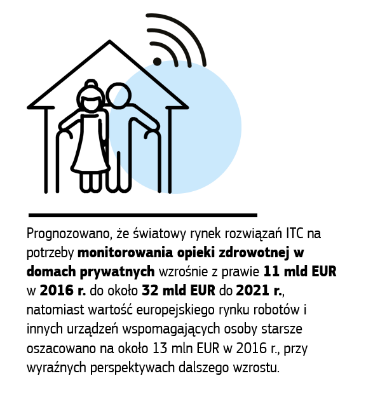 Prognozowano, że światowy rynek rozwiązań ITC na
potrzeby monitorowania opieki zdrowotnej w
domach prywatnych wzrośnie z prawie 11 mld EUR
w 2016 r. do około 32 mld EUR do 2021 r.,
natomiast wartość europejskiego rynku robotów i
innych urządzeń wspomagających osoby starsze
oszacowano na około 13 mln EUR w 2016 r., przy
wyraźnych perspektywach dalszego wzrostu.